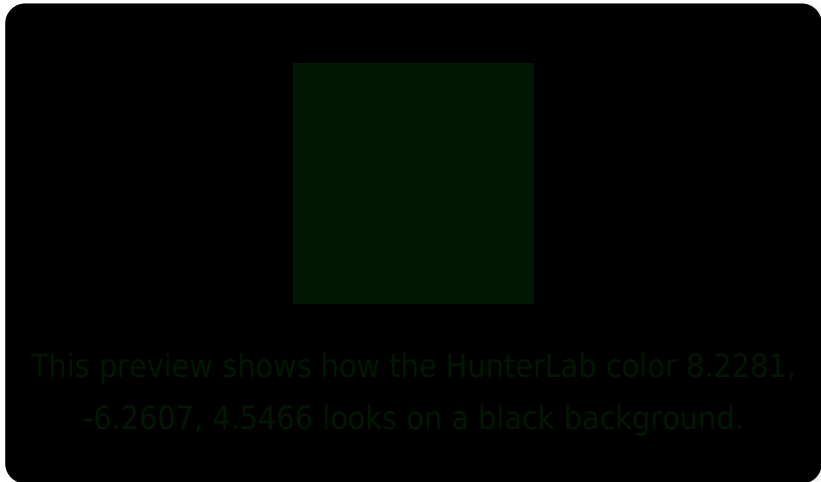 This preview shows how the HunterLab color 8.2281,
-6.2607, 4.5466 looks on a black background.